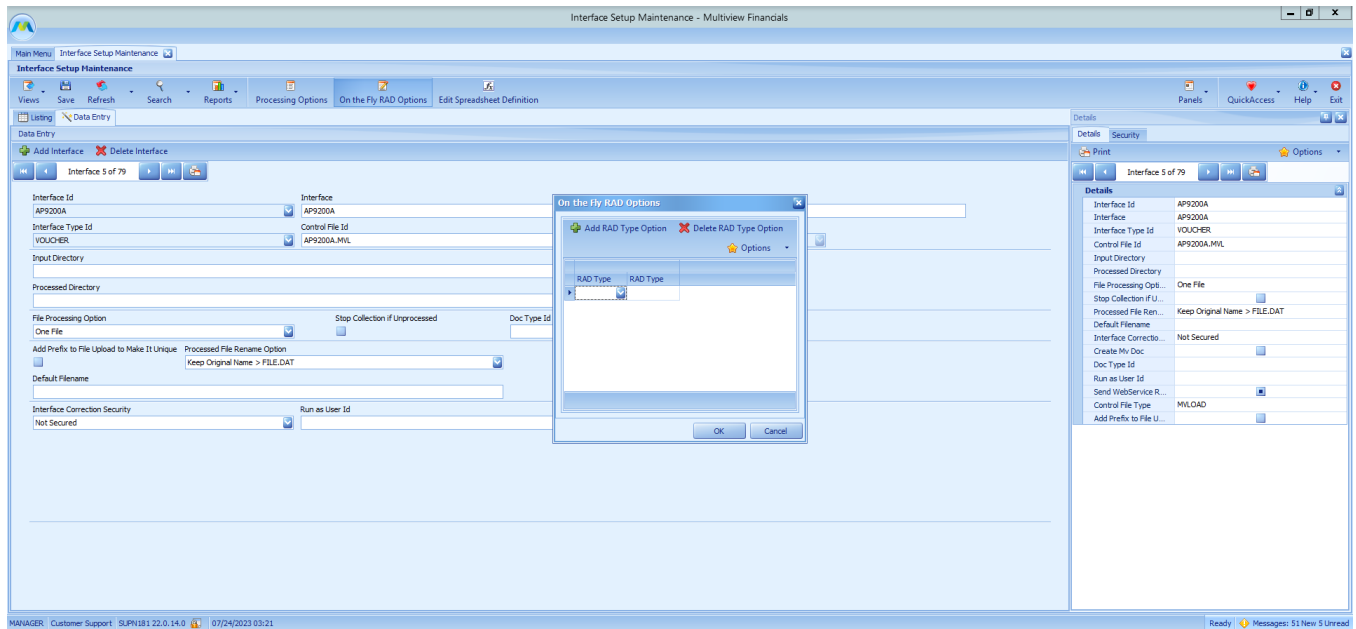 Interface Setup Maintenance - Multiview Financials
Main Menu Interface Setup Maintenance
Interface Setup Maintenance
Views Save Refresh Search Reports Processing Options On the Fly RAD Options Edit Spreadsheet Definition Panels QuickAccess Help Exit
Listing Data Entry
Data Entry
Add Interface Delete Interface
Interface 5 of 79
Interface Id Interface
AP9200A AP9200A
Interface Type Id Control File Id
VOUCHER AP9200A.MVL
Input Directory
Processed Directory
File Processing Option Stop Collection if Unprocessed Doc Type Id
One File
Add Prefix to File Upload to Make It Unique Processed File Rename Option
Keep Original Name > FILE.DAT
Default Filename
Interface Correction Security Run as User Id
Not Secured
On the Fly RAD Options
Add RAD Type Option Delete RAD Type Option
Options
RAD Type RAD Type
OK Cancel
Details
Details Security
Print Options
Interface 5 of 79
Details
Interface Id AP9200A
Interface AP9200A
Interface Type Id VOUCHER
Control File Id AP9200A.MVL
Input Directory
Processed Directory
File Processing Opti... One File
Stop Collection if U...
Processed File Ren... Keep Original Name > FILE.DAT
Default Filename
Interface Correctio... Not Secured
Create Mv Doc
Doc Type Id
Run as User Id
Send WebService R...
Control File Type MVLOAD
Add Prefix to File U...
MANAGER Customer Support SUPN181 22.0.14.0 07/24/2023 03:21 Ready Messages: 51 New 5 Unread